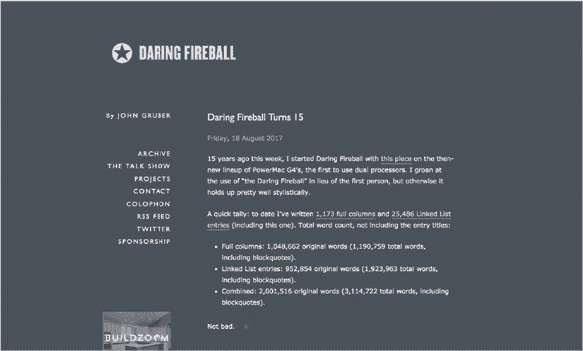 DARING FIREBALL
By JOHN GRUBER
ARCHIVE
THE TALK SHOW
PROJECTS
CONTACT
COLOPHON
RSS FEED
TWITTER
SPONSORSHIP
Daring Fireball Turns 15
Friday, 18 August 2017
15 years ago this week, I started Daring Fireball with this piece on the then-
new lineup of PowerMac G4's, the first to use dual processors. I groan at
the use of “the Daring Fireball” in lieu of the first person, but otherwise it
holds up pretty well stylistically.
A quick tally: to date I've written 1,173 full columns and 25,486 Linked List
entries (including this one). Total word count, not including the entry titles:
• Full columns: 1,048,662 original words (1,190,759 total words,
including blockquotes).
• Linked List entries: 952,854 original words (1,923,963 total words,
including blockquotes).
• Combined: 2,001,516 original words (3,114,722 total words, including
blockquotes).
Not bad. ★
BUILDZOOM